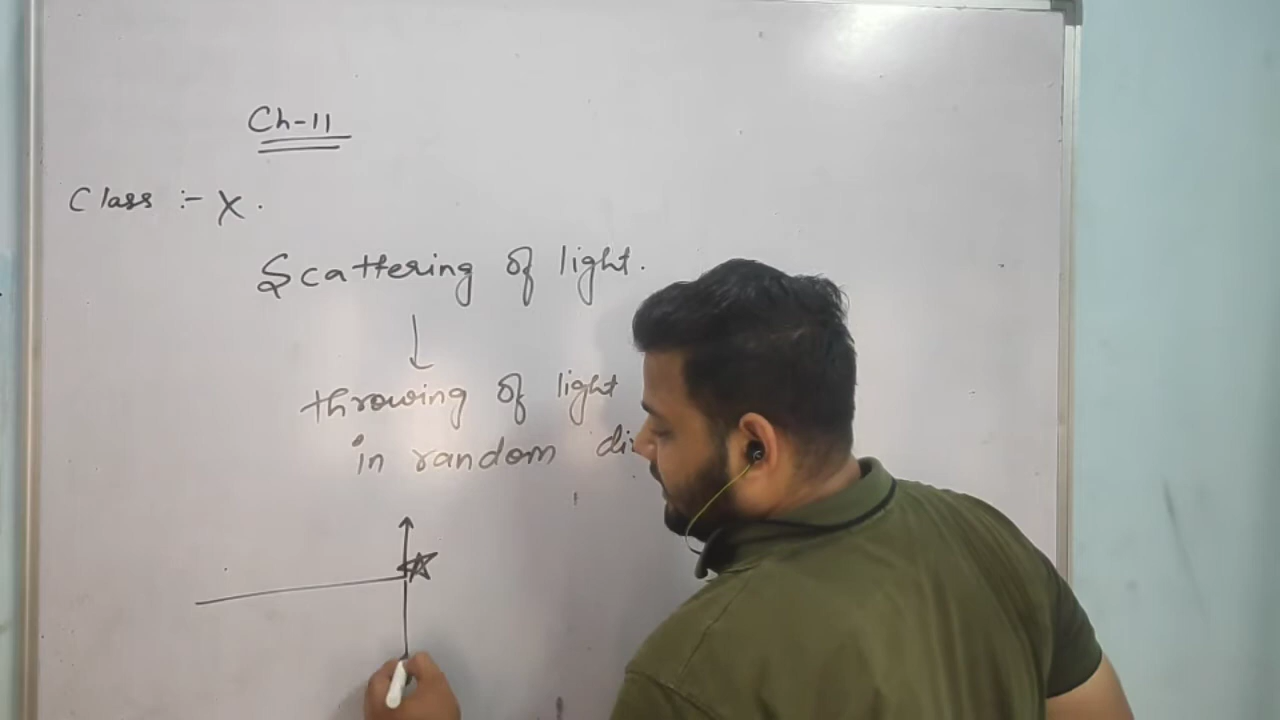 Ch-11
Class :- X.
Scattering of light.
throwing of light
in random